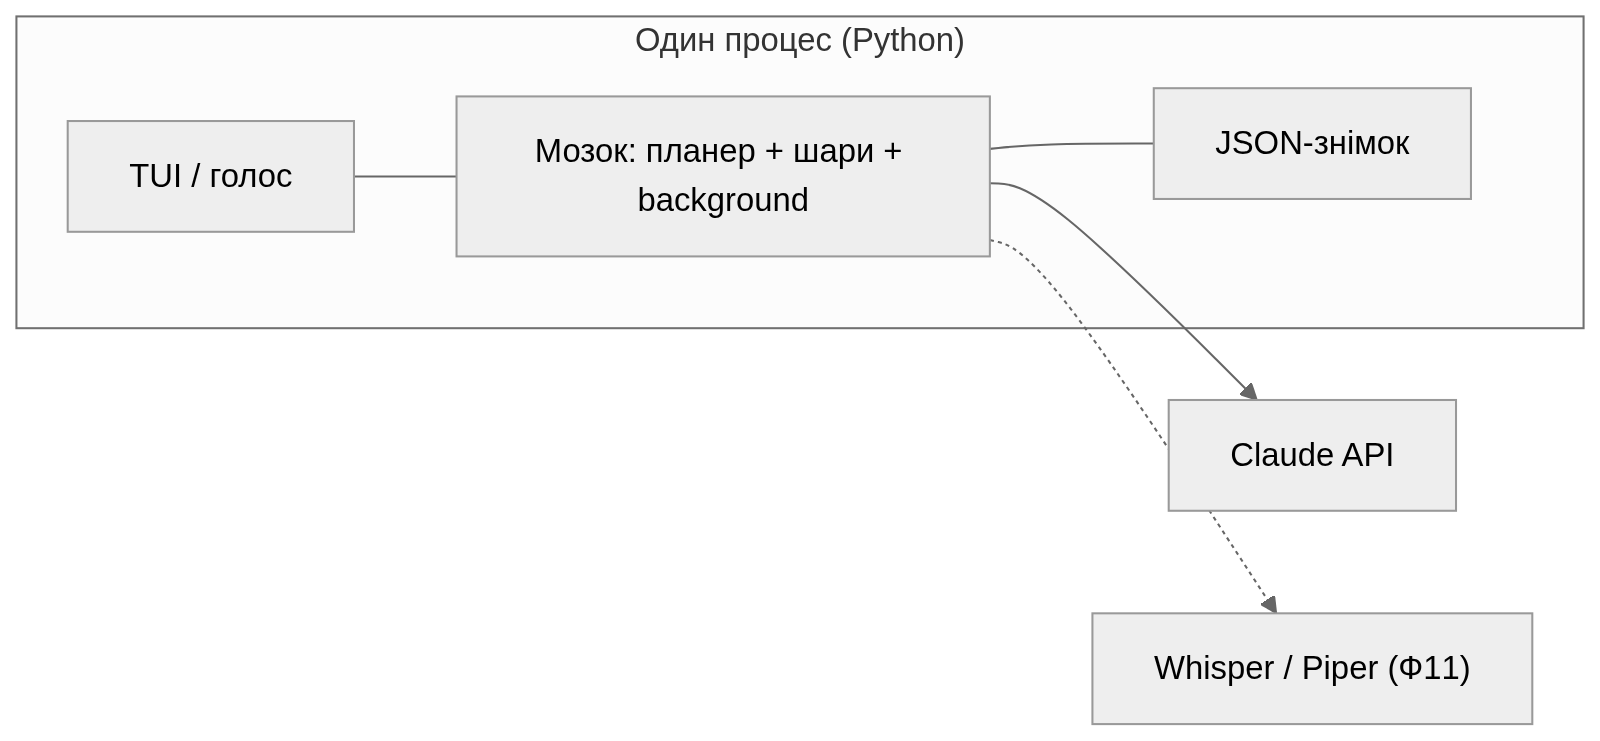 Один процес (Python)
TUI / голос
Мозок: планер + шари +
background
JSON-знімок
Claude API
Whisper / Piper (Ф11)